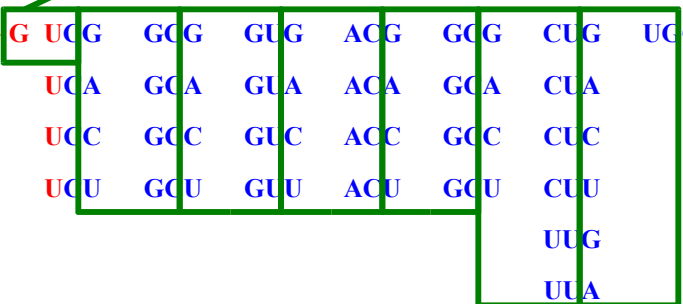 G UCG GCG GUG ACG GCG CUG UG
UCA GCA GUA ACA GCA CUA
UCC GCC GUC ACC GCC CUC
UCU GCU GUU ACU GCU CUU
UUG
UUA